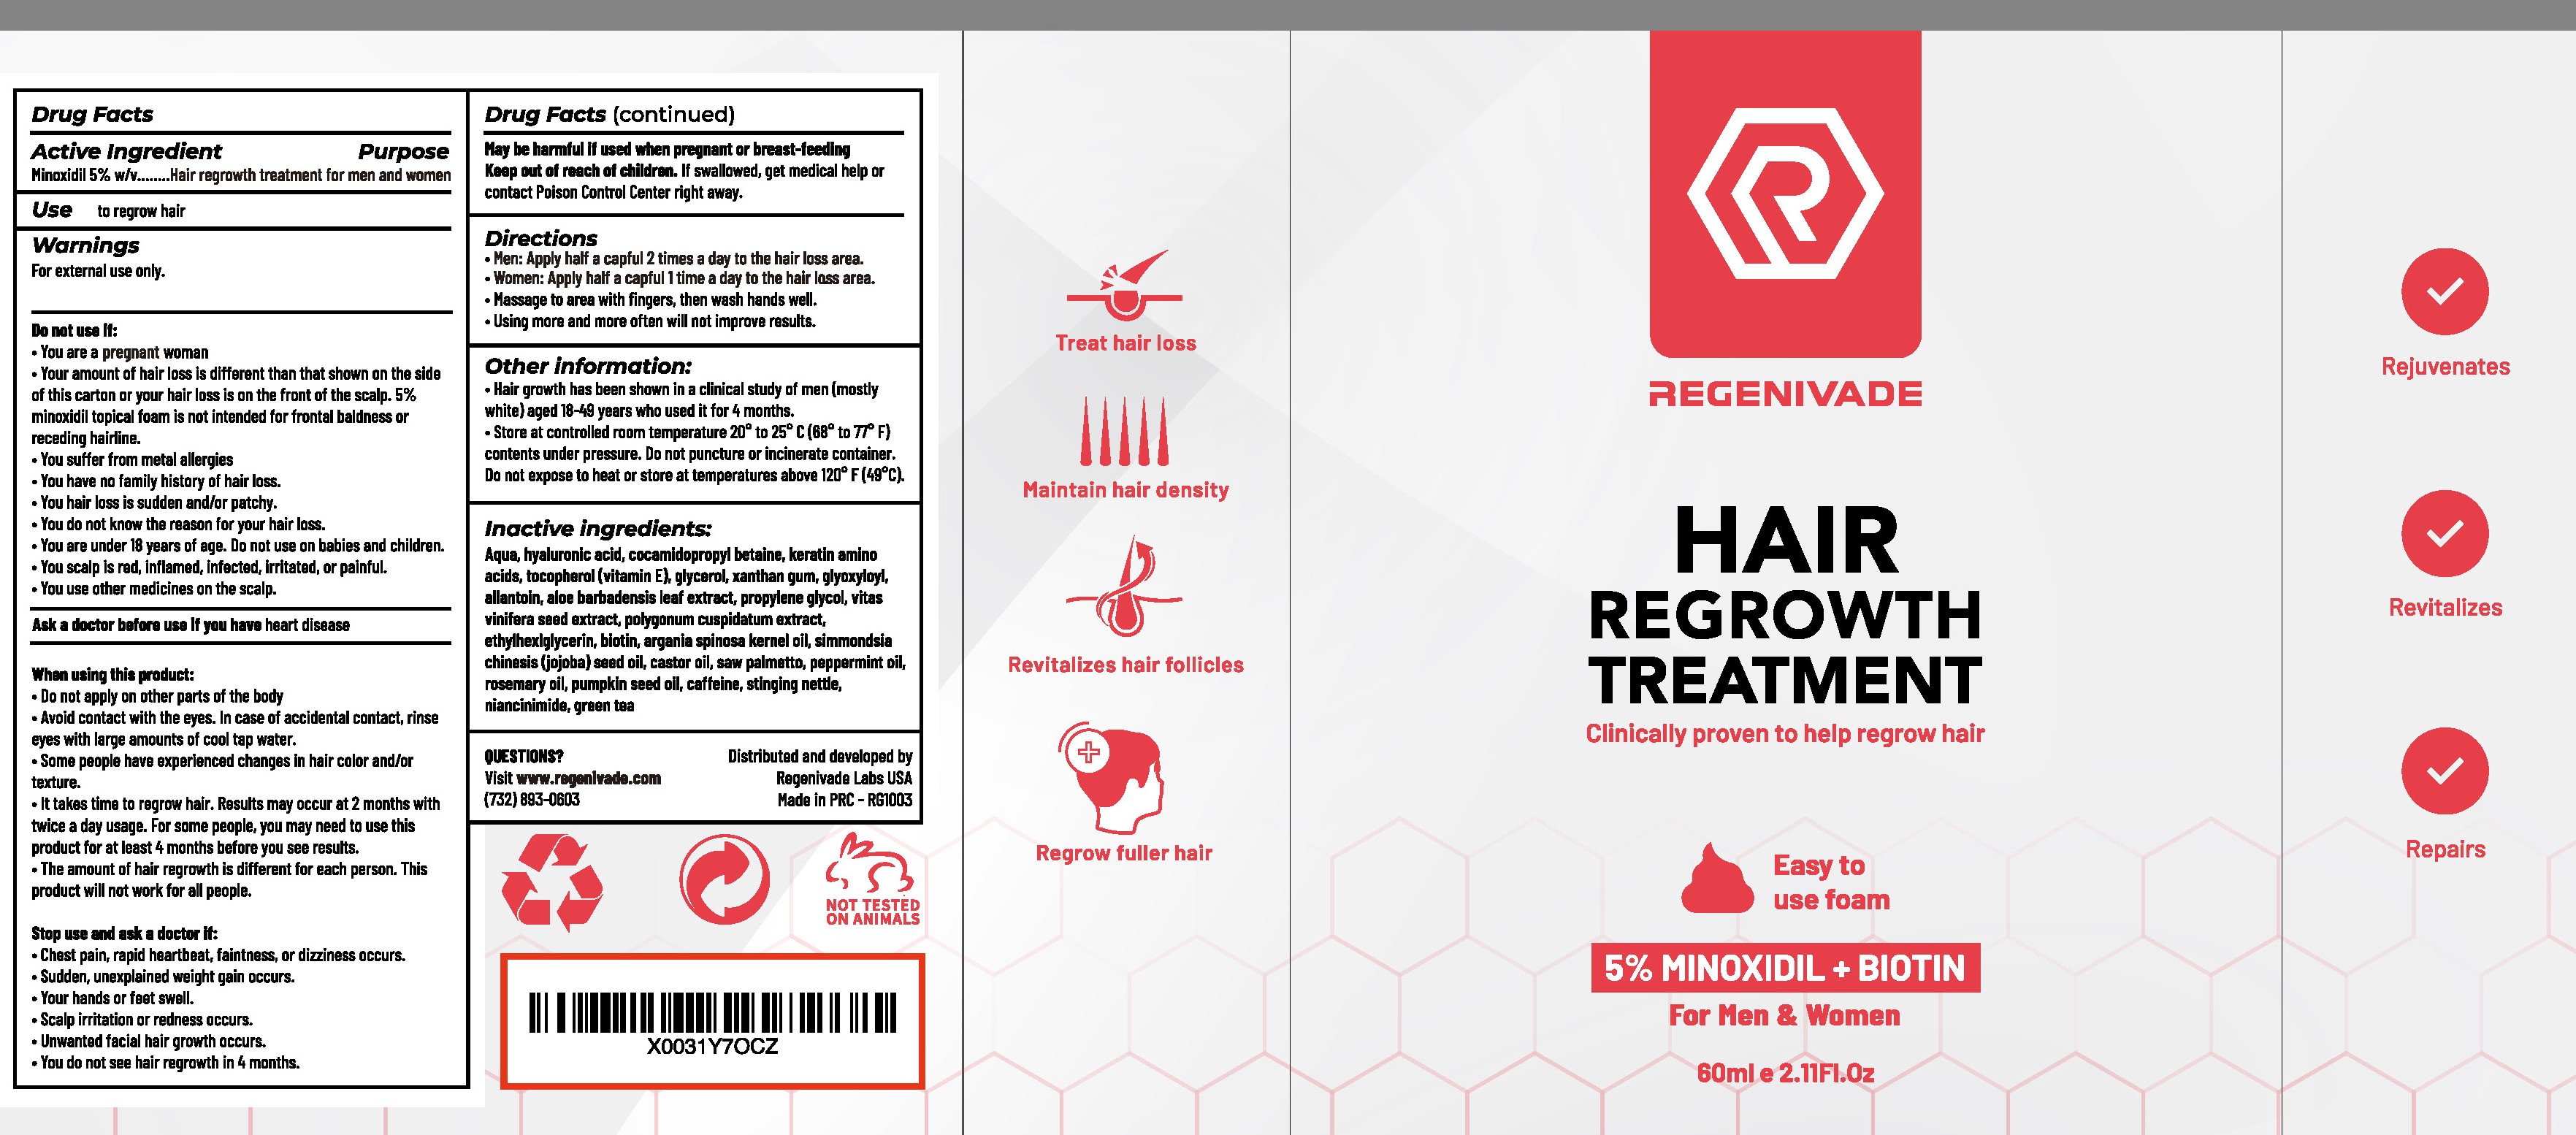 Drug Facts
Active Ingredient Purpose
Minoxidil 5% w/v........Hair regrowth treatment for men and women
Use to regrow hair
Warnings
For external use only.
Do not use if:
• You are a pregnant woman
• Your amount of hair loss is different than that shown on the side
of this carton or your hair loss is on the front of the scalp. 5%
minoxidil topical foam is not intended for frontal baldness or
receding hairline.
• You suffer from metal allergies
• You have no family history of hair loss.
• You hair loss is sudden and/or patchy.
• You do not know the reason for your hair loss.
• You are under 18 years of age. Do not use on babies and children.
• You scalp is red, inflamed, infected, irritated, or painful.
• You use other medicines on the scalp.
Ask a doctor before use if you have heart disease
When using this product:
• Do not apply on other parts of the body
• Avoid contact with the eyes. In case of accidental contact, rinse
eyes with large amounts of cool tap water.
• Some people have experienced changes in hair color and/or
texture.
• It takes time to regrow hair. Results may occur at 2 months with
twice a day usage. For some people, you may need to use this
product for at least 4 months before you see results.
• The amount of hair regrowth is different for each person. This
product will not work for all people.
Stop use and ask a doctor if:
• Chest pain, rapid heartbeat, faintness, or dizziness occurs.
• Sudden, unexplained weight gain occurs.
• Your hands or feet swell.
• Scalp irritation or redness occurs.
• Unwanted facial hair growth occurs.
• You do not see hair regrowth in 4 months.
Drug Facts (continued)
May be harmful if used when pregnant or breast-feeding
Keep out of reach of children. If swallowed, get medical help or
contact Poison Control Center right away.
Directions
• Men: Apply half a capful 2 times a day to the hair loss area.
• Women: Apply half a capful 1 time a day to the hair loss area.
• Massage to area with fingers, then wash hands well.
• Using more and more often will not improve results.
Other information:
• Hair growth has been shown in a clinical study of men (mostly
white) aged 18-49 years who used it for 4 months.
• Store at controlled room temperature 20° to 25° C (68° to 77° F)
contents under pressure. Do not puncture or incinerate container.
Do not expose to heat or store at temperatures above 120° F (49°C).
Inactive ingredients:
Aqua, hyaluronic acid, cocamidopropyl betaine, keratin amino
acids, tocopherol (vitamin E), glycerol, xanthan gum, glyoxyloyl,
allantoin, aloe barbadensis leaf extract, propylene glycol, vitas
vinifera seed extract, polygonum cuspidatum extract,
ethylhexlglycerin, biotin, argania spinosa kernel oil, simmondsia
chinesis (jojoba) seed oil, castor oil, saw palmetto, peppermint oil,
rosemary oil, pumpkin seed oil, caffeine, stinging nettle,
niancinimide, green tea
QUESTIONS?
Visit www.regenivade.com
(732) 893-0603
Distributed and developed by
Regenivade Labs USA
Made in PRC - RG1003
NOT TESTED
ON ANIMALS
X0031Y7OCZ
Treat hair loss
Maintain hair density
Revitalizes hair follicles
Regrow fuller hair
REGENIVADE
HAIR
REGROWTH
TREATMENT
Clinically proven to help regrow hair
Easy to
use foam
5% MINOXIDIL + BIOTIN
For Men & Women
60ml e 2.11Fl.Oz
Rejuvenates
Revitalizes
Repairs